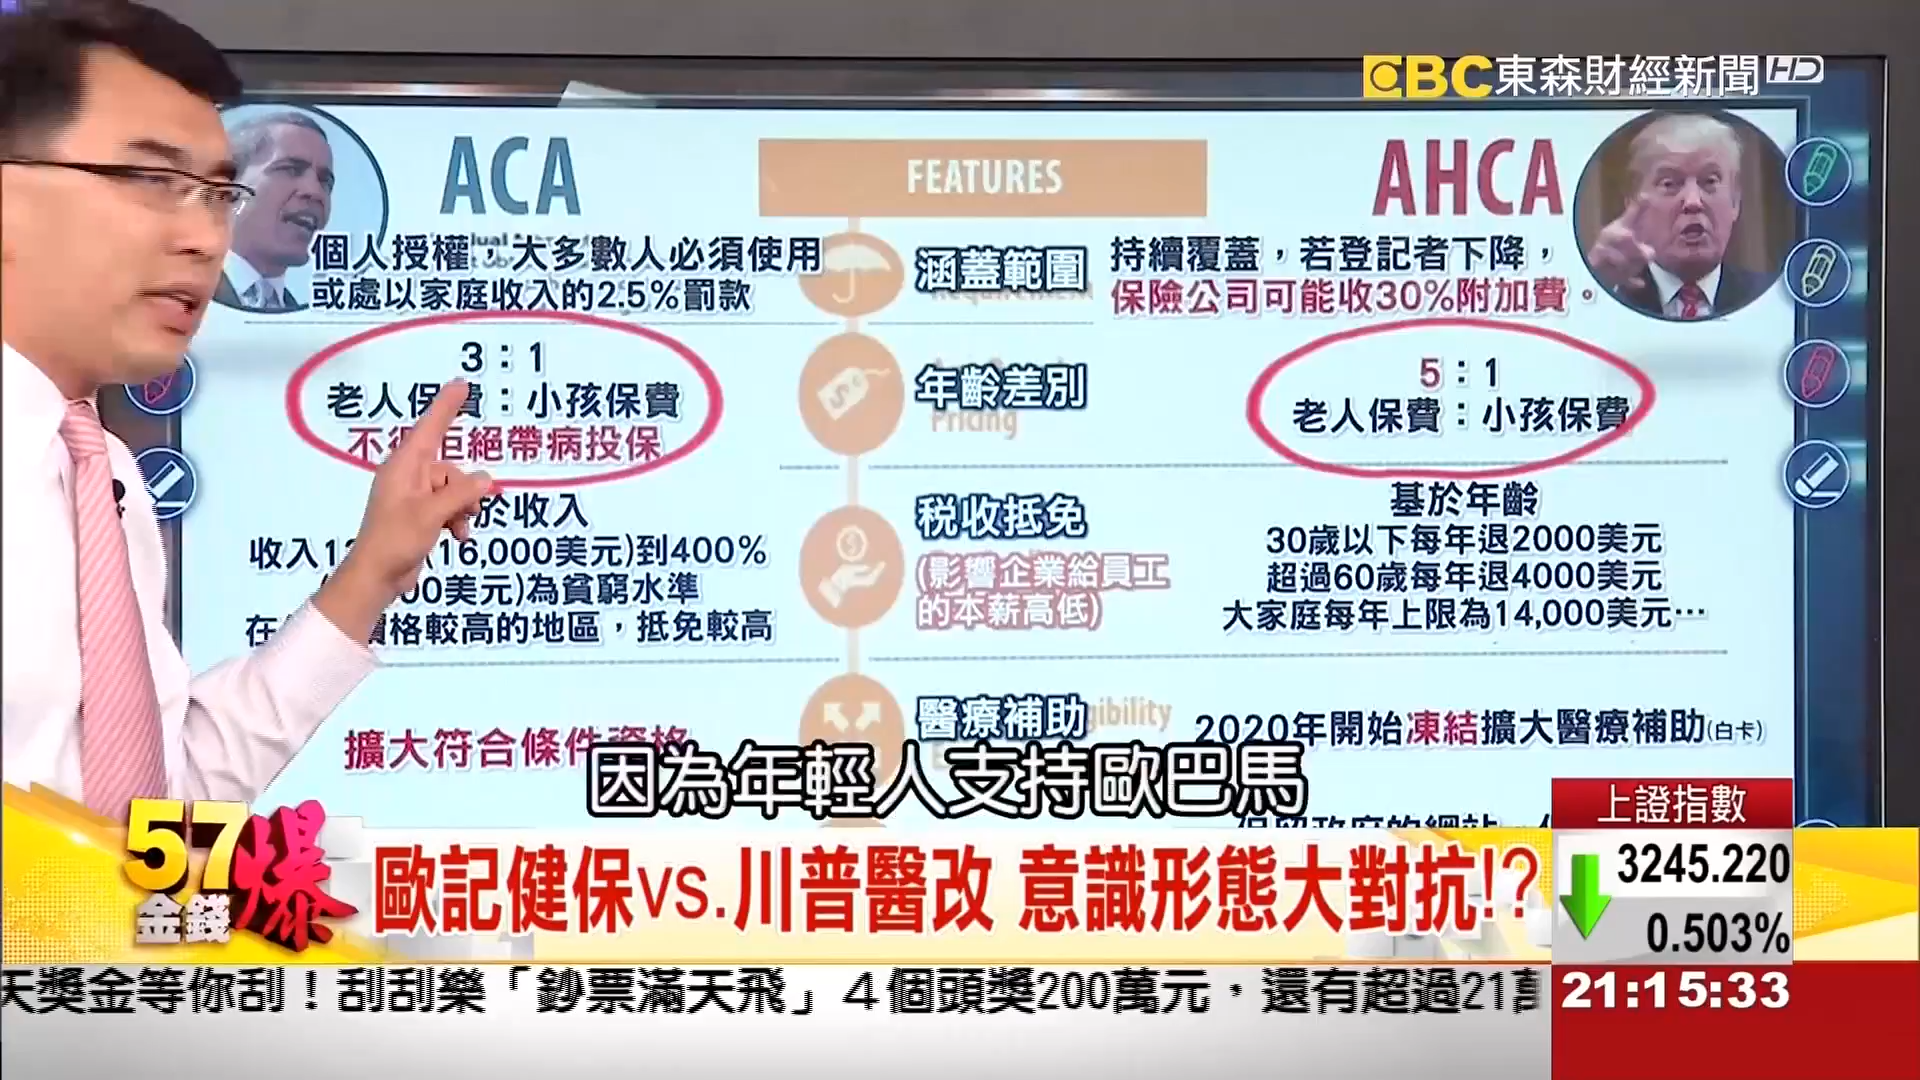 EBC東森財經新聞HD
ACA
FEATURES
AHCA
個人授權，大多數人必須使用
或處以家庭收入的2.5%罰款
涵蓋範圍
持續覆蓋，若登記者下降，
保險公司可能收30%附加費。
3：1
老人保費：小孩保費
拒絕帶病投保
年齡差別
Pricing
5：1
老人保費：小孩保費
於收入
(16,000美元)到400%
00美元)為貧窮水準
價格較高的地區，抵免較高
稅收抵免
(影響企業給員工
的本薪高低)
基於年齡
30歲以下每年退2000美元
超過60歲每年退4000美元
大家庭每年上限為14,000美元…
擴大符合條件資格
醫療補助
gibility
2020年開始凍結擴大醫療補助(白卡)
因為年輕人支持歐巴馬
57
金錢
爆
歐記健保vs.川普醫改 意識形態大對抗!?
上證指數
3245.220
0.503%
天獎金等你刮！刮刮樂「鈔票滿天飛」4個頭獎200萬元，還有超過21萬
21:15:33